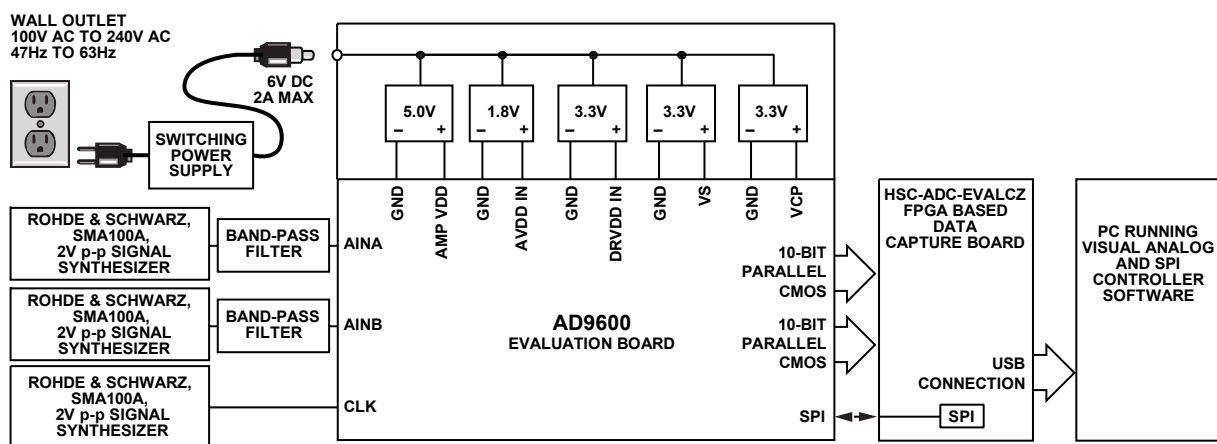 WALL OUTLET
100V AC TO 240V AC
47Hz TO 63Hz
6V DC
2A MAX
SWITCHING
POWER
SUPPLY
5.0V
– +
1.8V
– +
3.3V
– +
3.3V
– +
3.3V
– +
GND
AMP VDD
GND
AVDD IN
GND
DRVDD IN
GND
VS
GND
VCP
ROHDE & SCHWARZ,
SMA100A,
2V p-p SIGNAL
SYNTHESIZER
BAND-PASS
FILTER
AINA
ROHDE & SCHWARZ,
SMA100A,
2V p-p SIGNAL
SYNTHESIZER
BAND-PASS
FILTER
AINB
ROHDE & SCHWARZ,
SMA100A,
2V p-p SIGNAL
SYNTHESIZER
CLK
AD9600
EVALUATION BOARD
10-BIT
PARALLEL
CMOS
10-BIT
PARALLEL
CMOS
SPI
HSC-ADC-EVALCZ
FPGA BASED
DATA
CAPTURE BOARD
USB
CONNECTION
SPI
PC RUNNING
VISUAL ANALOG
AND SPI
CONTROLLER
SOFTWARE